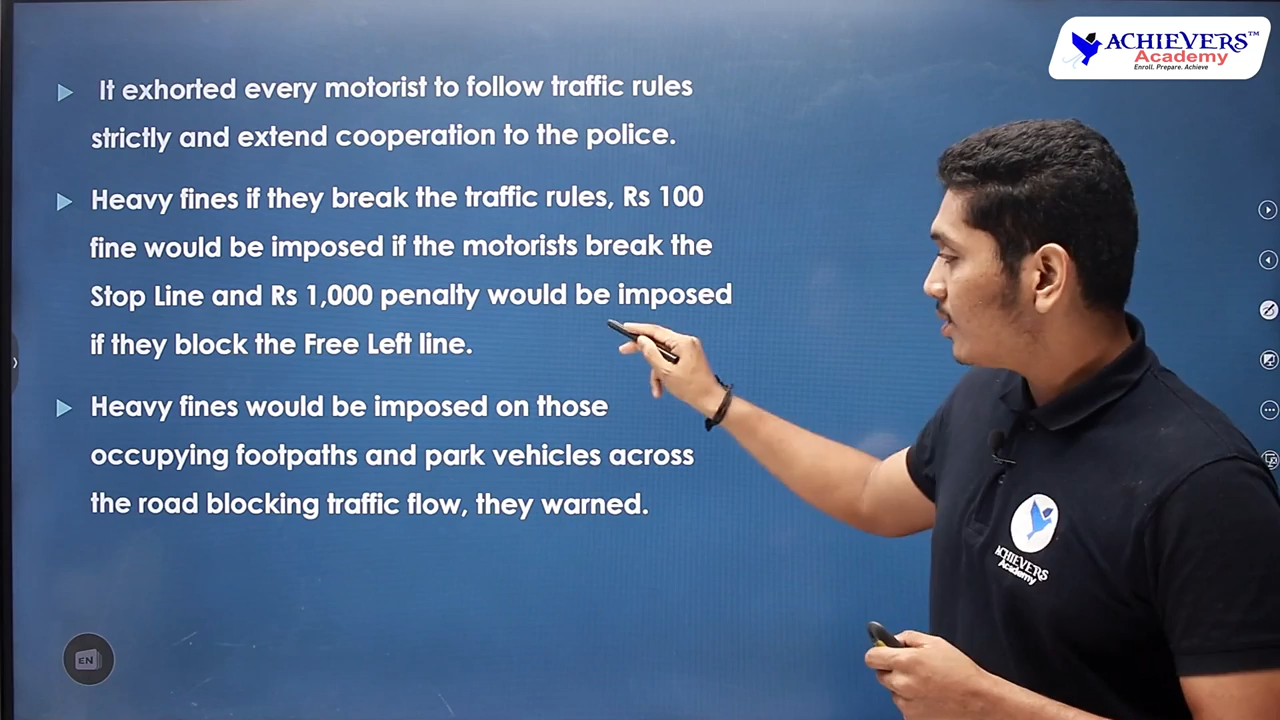 ACHIEVERS™
Academy
Enroll. Prepare. Achieve
It exhorted every motorist to follow traffic rules
strictly and extend cooperation to the police.
Heavy fines if they break the traffic rules, Rs 100
fine would be imposed if the motorists break the
Stop Line and Rs 1,000 penalty would be imposed
if they block the Free Left line.
Heavy fines would be imposed on those
occupying footpaths and park vehicles across
the road blocking traffic flow, they warned.
EN
ACHIEVERS
Academy